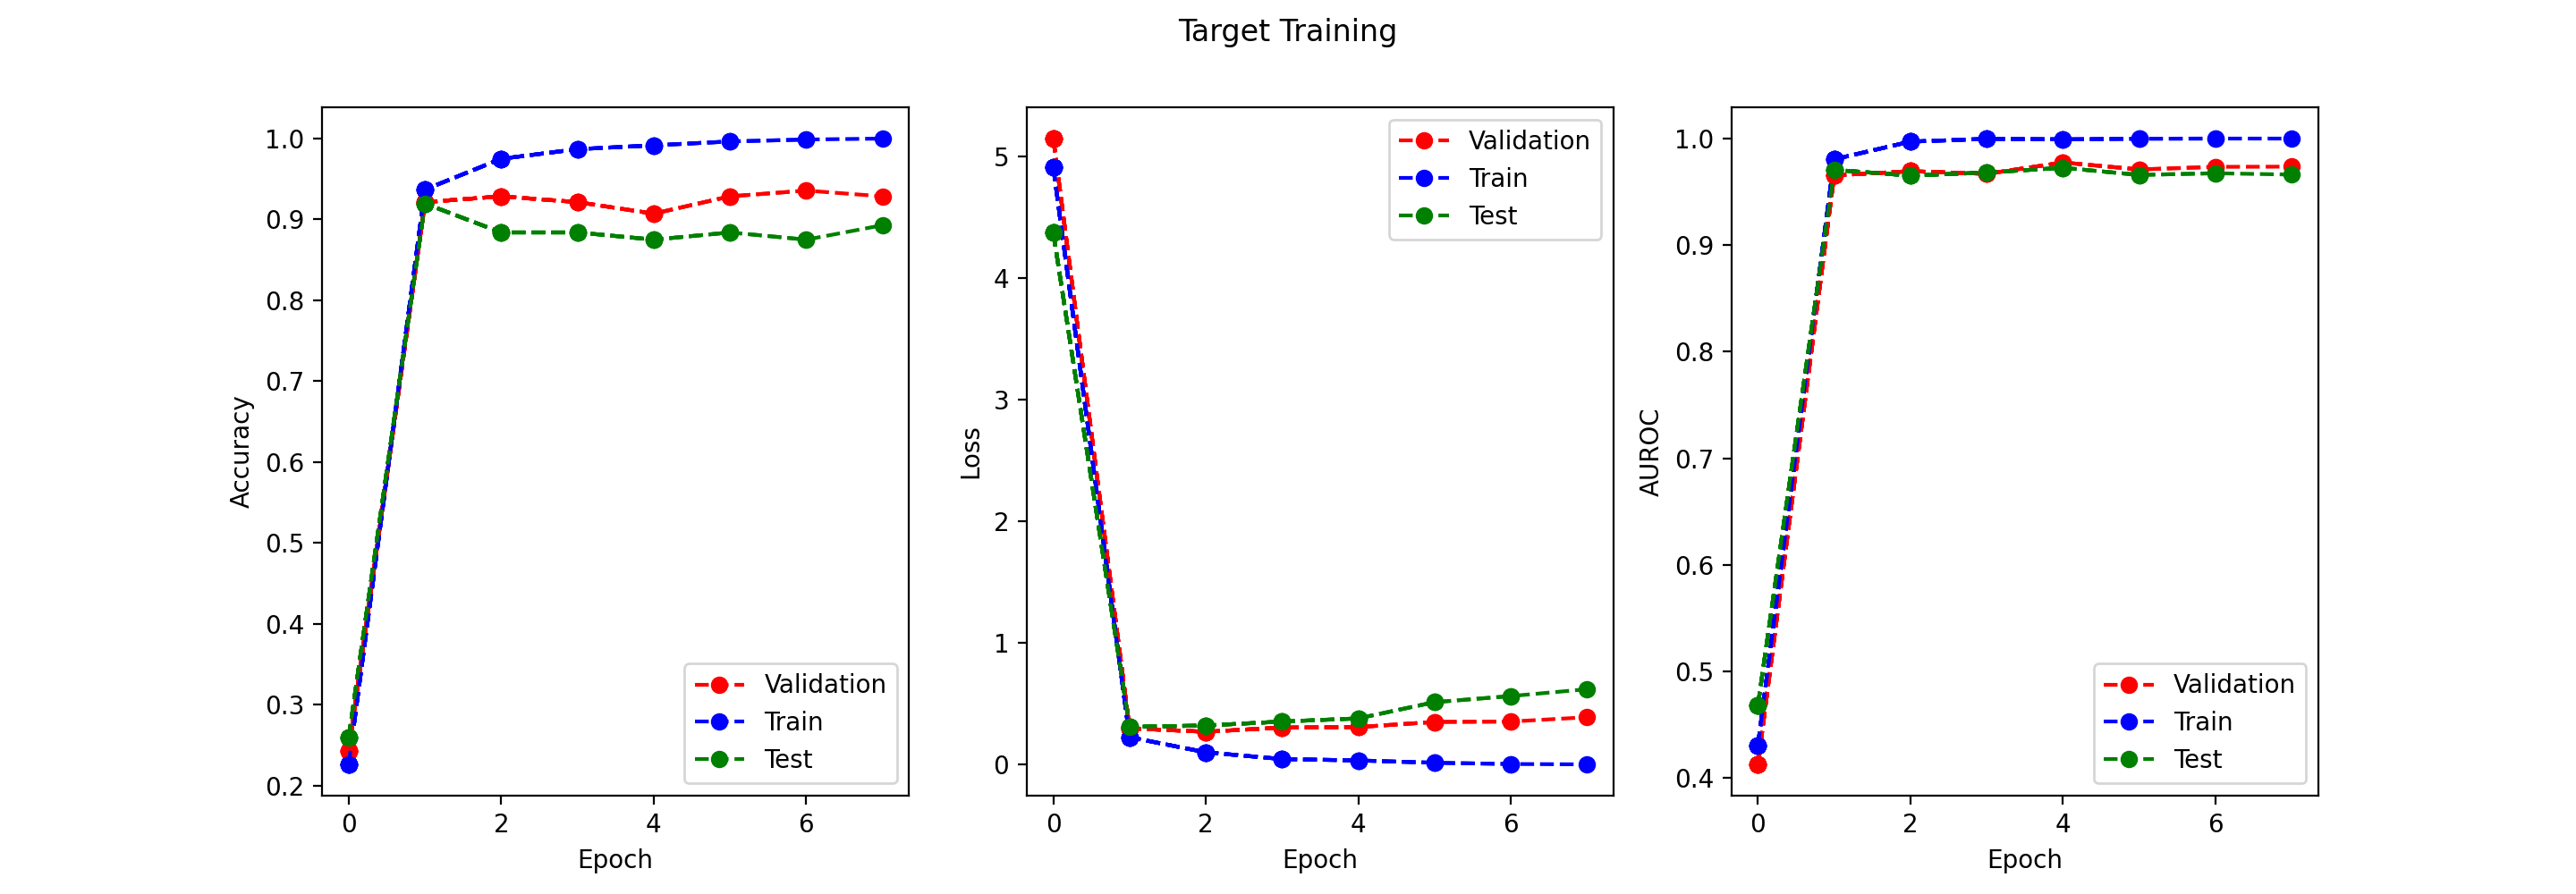 Target Training
Accuracy
1.0
0.9
0.8
0.7
0.6
0.5
0.4
0.3
0.2
0 2 4 6
Epoch
Validation
Train
Test
Loss
5
4
3
2
1
0
0 2 4 6
Epoch
Validation
Train
Test
AUROC
1.0
0.9
0.8
0.7
0.6
0.5
0.4
0 2 4 6
Epoch
Validation
Train
Test